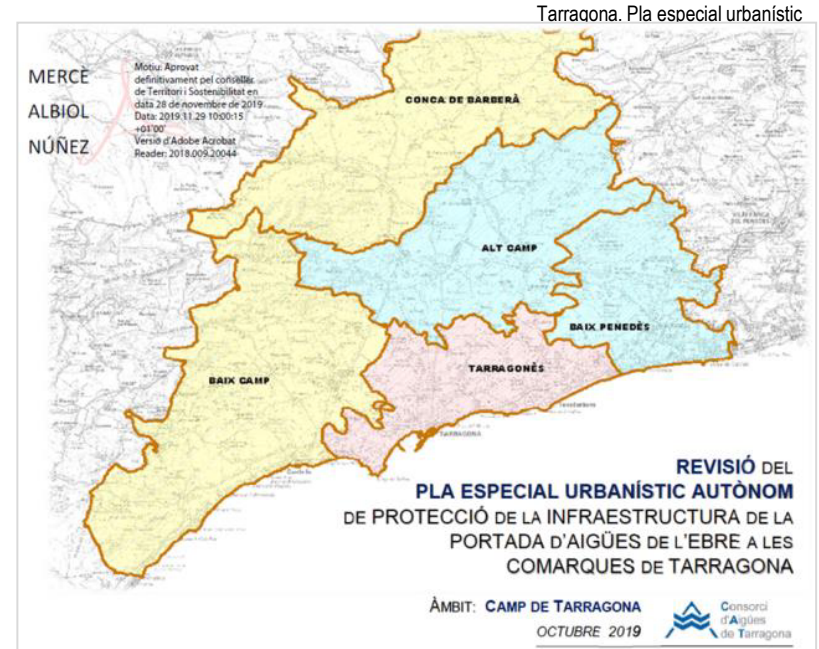 Tarragona. Pla especial urbanístic
MERCÈ
ALBIOL
NÚÑEZ
Motiu: Aprovat
definitivament pel conseller
de Territori i Sostenibilitat en
data 28 de novembre de 2019
Data: 2019.11.29 10:00:15
+01'00'
Versió d'Adobe Acrobat
Reader: 2018.009.20044
CONCA DE BARBERÀ
ALT CAMP
BAIX PENEDÈS
TARRAGONÈS
BAIX CAMP
TARRAGONA
REVISIÓ DEL
PLA ESPECIAL URBANÍSTIC AUTÒNOM
DE PROTECCIÓ DE LA INFRAESTRUCTURA DE LA
PORTADA D'AIGÜES DE L'EBRE A LES
COMARQUES DE TARRAGONA
ÀMBIT: CAMP DE TARRAGONA
OCTUBRE 2019
Consorci
d'Aigües
de Tarragona